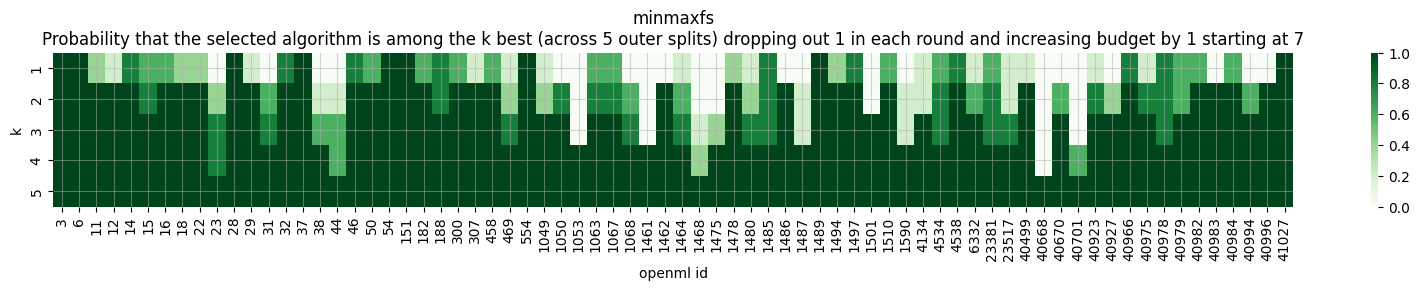 minmaxfs
Probability that the selected algorithm is among the k best (across 5 outer splits) dropping out 1 in each round and increasing budget by 1 starting at 7
k
1
2
3
4
5
3 6 11 12 14 15 16 18 22 23 28 29 31 32 37 38 44 46 50 54 151 182 188 300 307 458 469 554 1049 1050 1053 1063 1067 1068 1461 1462 1464 1468 1475 1478 1480 1485 1486 1487 1489 1494 1497 1501 1510 1590 4134 4534 4538 6332 23381 23517 40499 40668 40670 40701 40923 40927 40966 40975 40978 40979 40982 40983 40984 40994 40996 41027
openml id
1.0
0.8
0.6
0.4
0.2
0.0